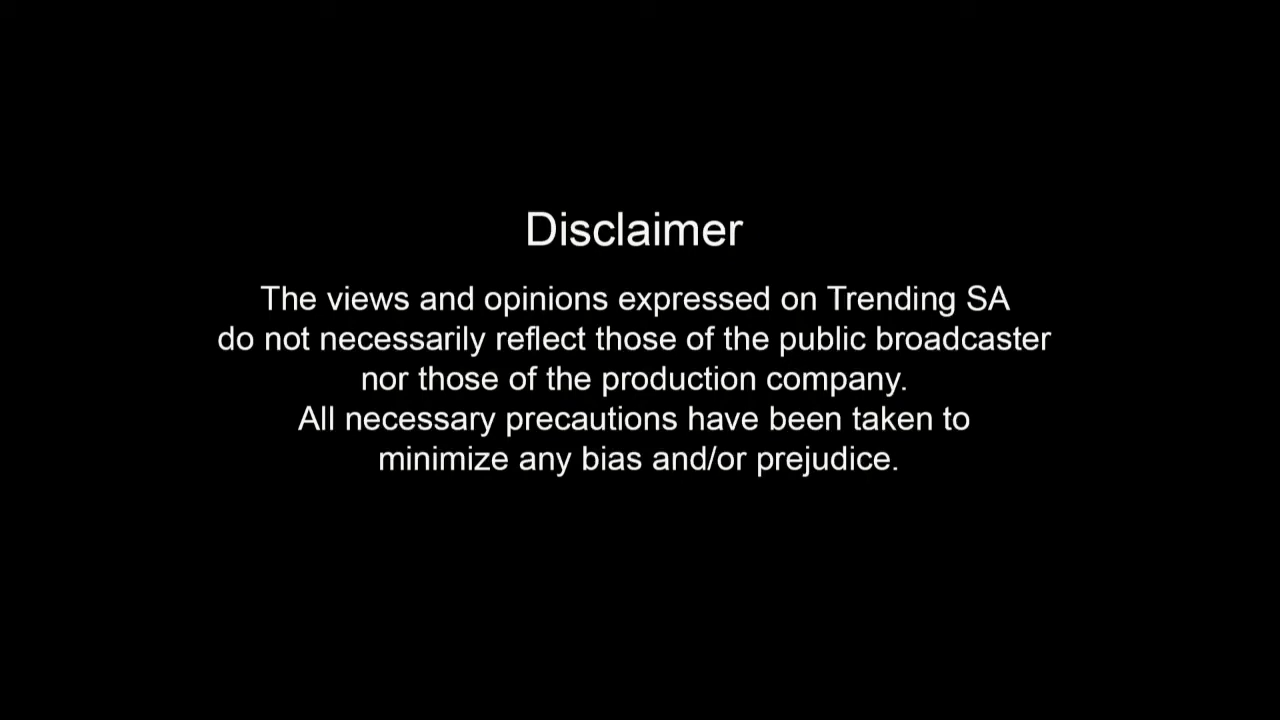 Disclaimer
The views and opinions expressed on Trending SA
do not necessarily reflect those of the public broadcaster
nor those of the production company.
All necessary precautions have been taken to
minimize any bias and/or prejudice.